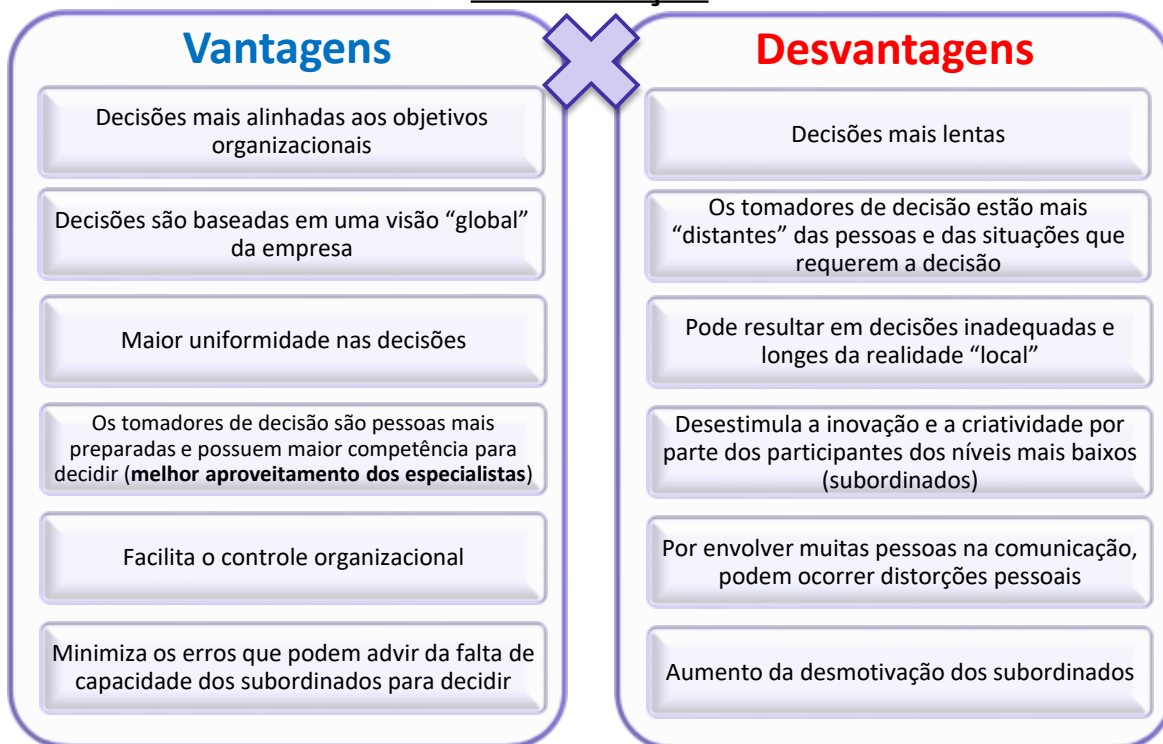 Vantagens
Decisões mais alinhadas aos objetivos
organizacionais
Decisões são baseadas em uma visão “global”
da empresa
Maior uniformidade nas decisões
Os tomadores de decisão são pessoas mais
preparadas e possuem maior competência para
decidir (melhor aproveitamento dos especialistas)
Facilita o controle organizacional
Minimiza os erros que podem advir da falta de
capacidade dos subordinados para decidir
Desvantagens
Decisões mais lentas
Os tomadores de decisão estão mais
“distantes” das pessoas e das situações que
requerem a decisão
Pode resultar em decisões inadequadas e
longes da realidade “local”
Desestimula a inovação e a criatividade por
parte dos participantes dos níveis mais baixos
(subordinados)
Por envolver muitas pessoas na comunicação,
podem ocorrer distorções pessoais
Aumento da desmotivação dos subordinados